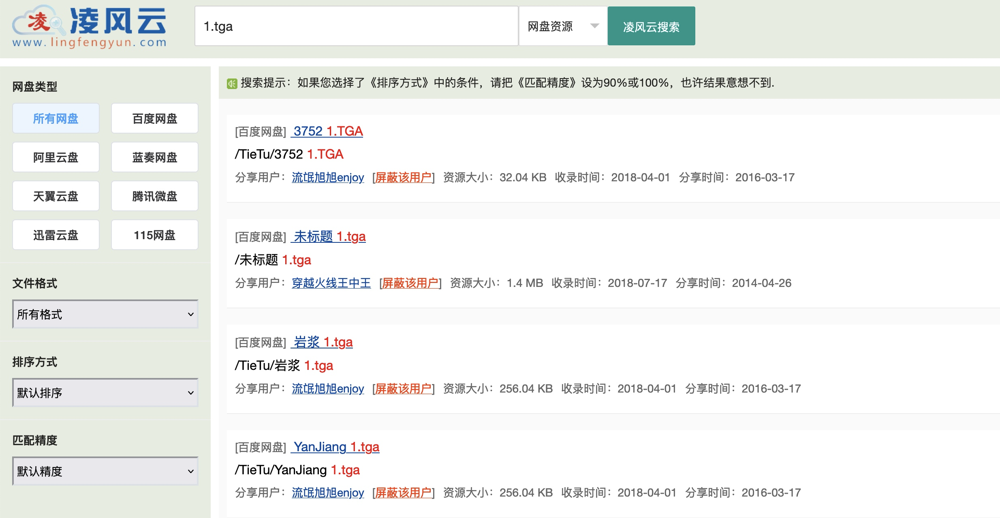 凌 凌风云
www.lingfengyun.com
1.tga 网盘资源 凌风云搜索
网盘类型
所有网盘 百度网盘
阿里云盘 蓝奏网盘
天翼云盘 腾讯微盘
迅雷云盘 115网盘
文件格式
所有格式
排序方式
默认排序
匹配精度
默认精度
搜索提示：如果您选择了《排序方式》中的条件，请把《匹配精度》设为90%或100%，也许结果意想不到.
[百度网盘] 3752 1.TGA
/TieTu/3752 1.TGA
分享用户：流氓旭旭enjoy [屏蔽该用户] 资源大小：32.04 KB 收录时间：2018-04-01 分享时间：2016-03-17
[百度网盘] 未标题 1.tga
/未标题 1.tga
分享用户：穿越火线王中王 [屏蔽该用户] 资源大小：1.4 MB 收录时间：2018-07-17 分享时间：2014-04-26
[百度网盘] 岩浆 1.tga
/TieTu/岩浆 1.tga
分享用户：流氓旭旭enjoy [屏蔽该用户] 资源大小：256.04 KB 收录时间：2018-04-01 分享时间：2016-03-17
[百度网盘] YanJiang 1.tga
/TieTu/YanJiang 1.tga
分享用户：流氓旭旭enjoy [屏蔽该用户] 资源大小：256.04 KB 收录时间：2018-04-01 分享时间：2016-03-17